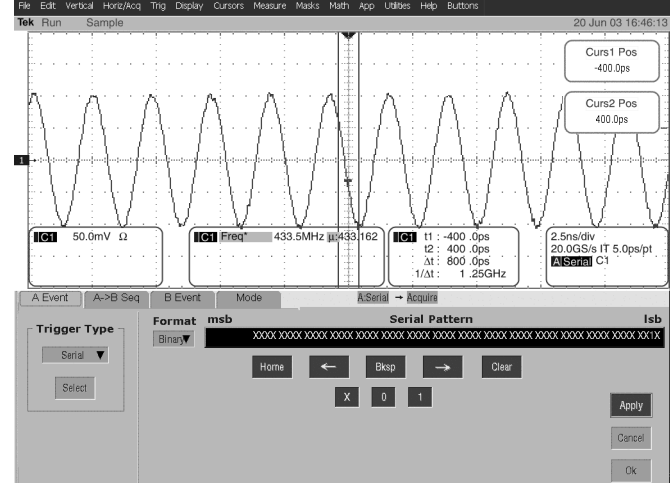 File Edit Vertical Horiz/Acq Trig Display Cursors Measure Masks Math App Utilities Help Buttons
Tek Run Sample 20 Jun 03 16:46:13
Curs1 Pos
-400.0ps
Curs2 Pos
400.0ps
1
C1 50.0mV Ω
C1 Freq* 433.5MHz µ:433.162
C1 t1 : -400 .0ps
t2 : 400 .0ps
Δt : 800 .0ps
1/Δt : 1 .25GHz
2.5ns/div
20.0GS/s IT 5.0ps/pt
A Serial C1
A Event A->B Seq B Event Mode A:Serial → Acquire
Trigger Type
Serial ▼
Select
Format msb Serial Pattern lsb
Binary▼ XXXX XXXX XXXX XXXX XXXX XXXX XXXX XXXX XXXX XXXX XXXX XXXX XXXX XXXX XXXX XX1X
Home ← Bksp → Clear
X 0 1
Apply
Cancel
Ok